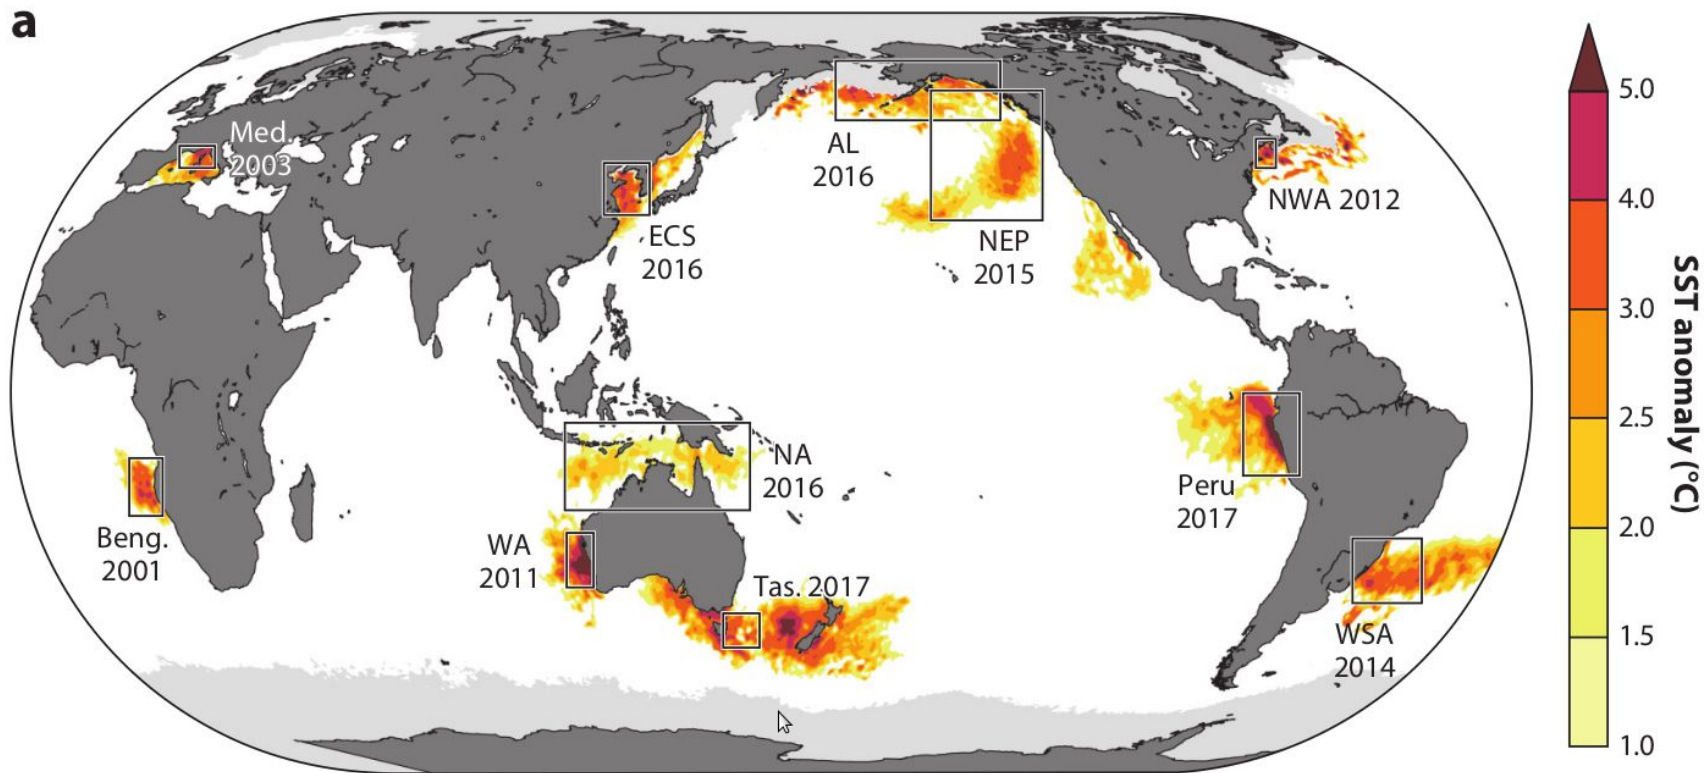 a
Med.
2003
ECS
2016
AL
2016
NEP
2015
NWA 2012
NA
2016
Peru
2017
Beng.
2001
WA
2011
Tas. 2017
WSA
2014
5.0
4.0
3.0
2.5
2.0
1.5
1.0
SST anomaly (°C)